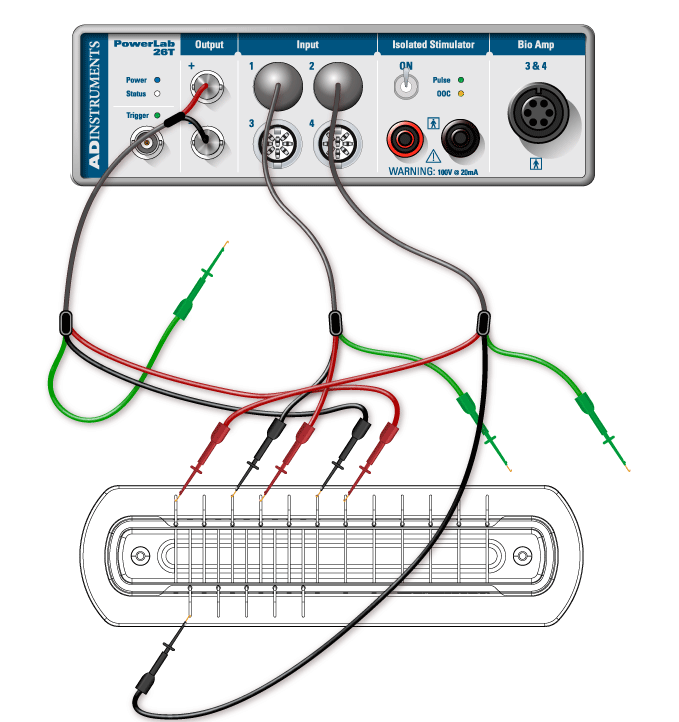 ADINSTRUMENTS
PowerLab
26T
Power
Status
Trigger
Output
+
Input
1
2
3
4
Isolated Stimulator
ON
Pulse
OOC
WARNING: 100V @ 20mA
Bio Amp
3 & 4